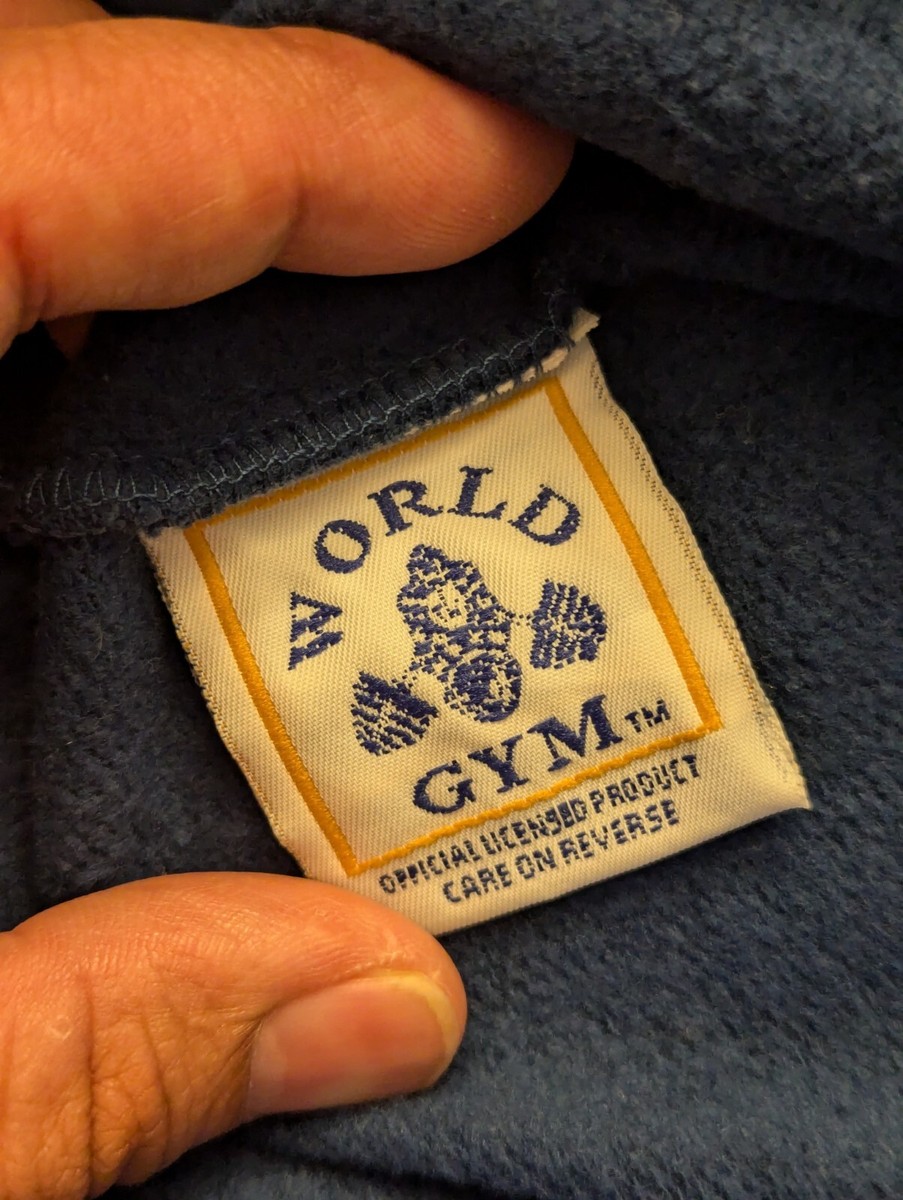 WORLD
GYM™
OFFICIAL LICENSED PRODUCT
CARE ON REVERSE